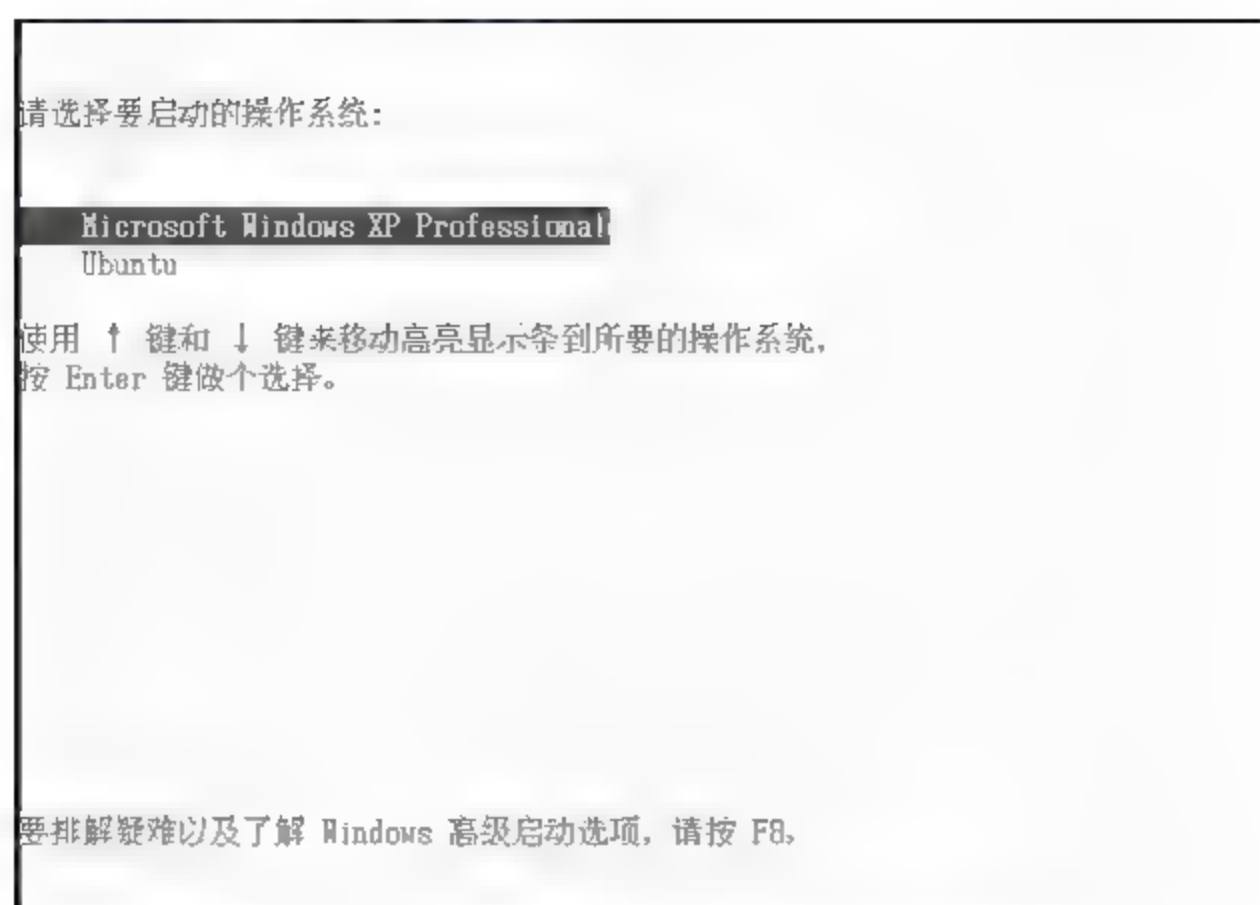 请选择要启动的操作系统:
Microsoft Windows XP Professional
Ubuntu
使用 ↑ 键和 ↓ 键来移动高亮显示条到所要的操作系统,
按 Enter 键做个选择。
要排解疑难以及了解 Windows 高级启动选项, 请按 F8。